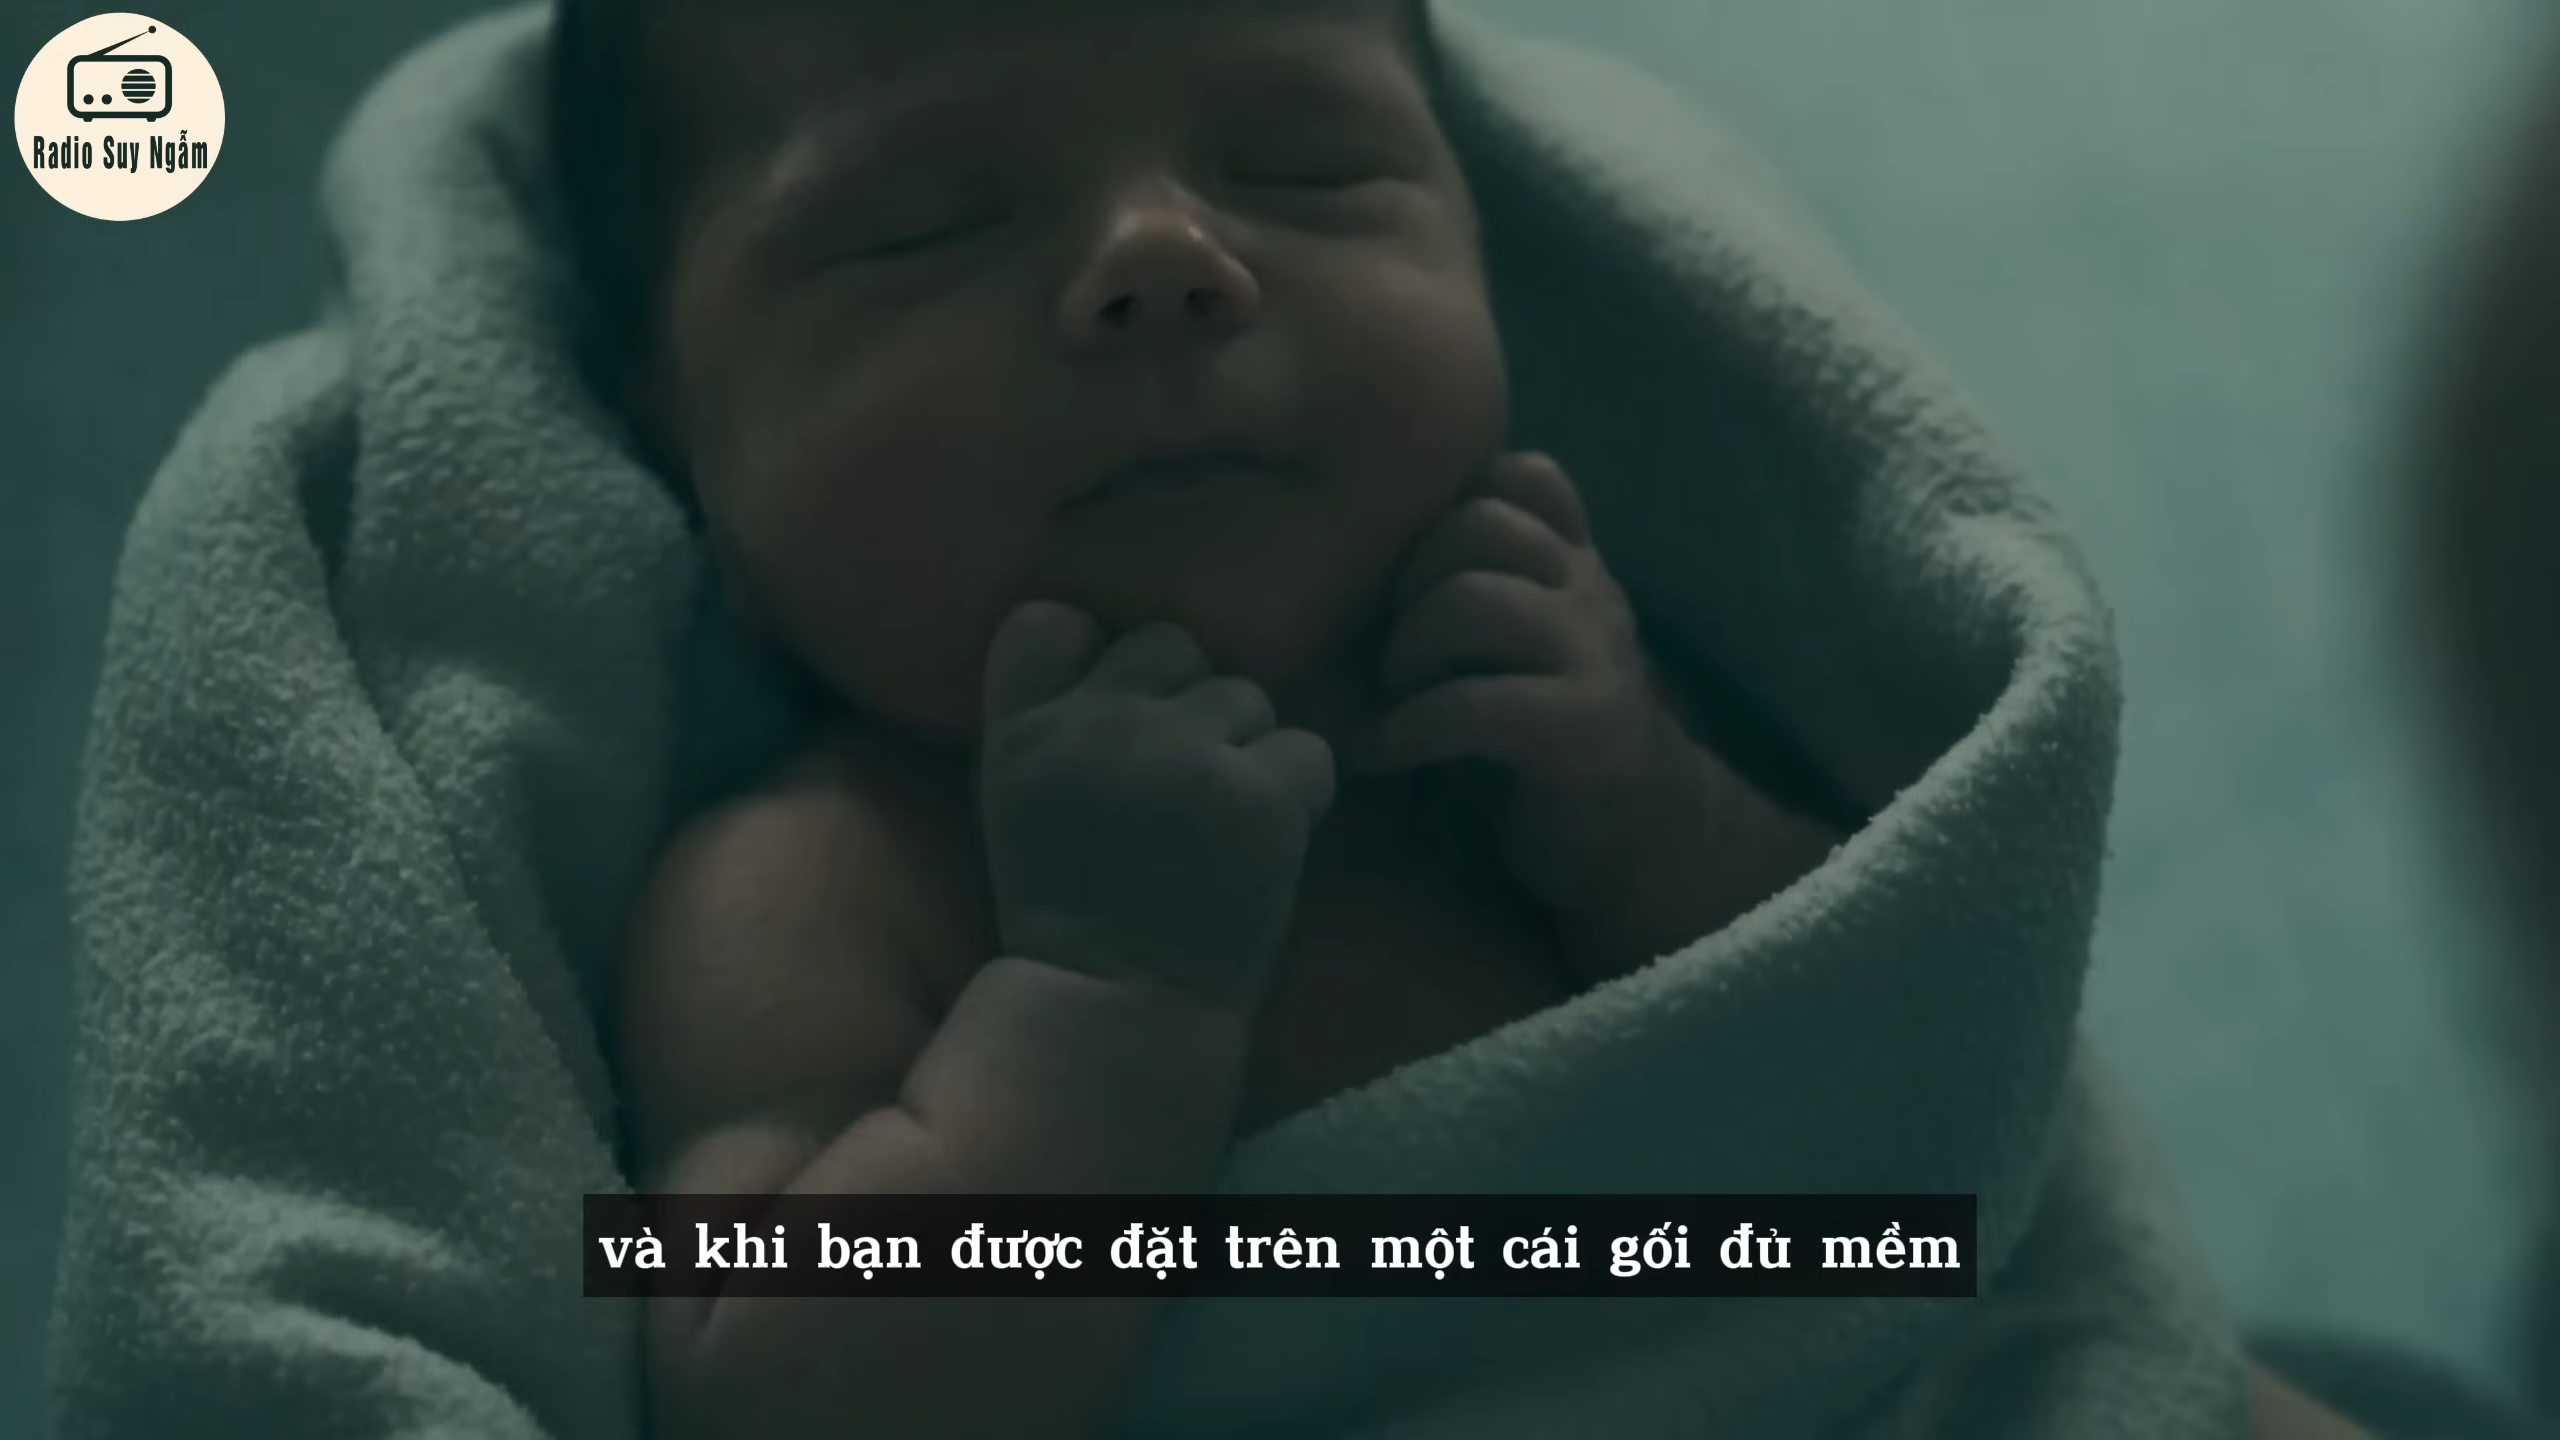 Radio Suy Ngẫm
và khi bạn được đặt trên một cái gối đủ mềm